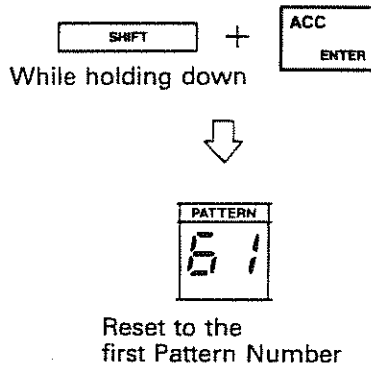 SHIFT + ACC
ENTER
While holding down
PATTERN
61
Reset to the
first Pattern Number